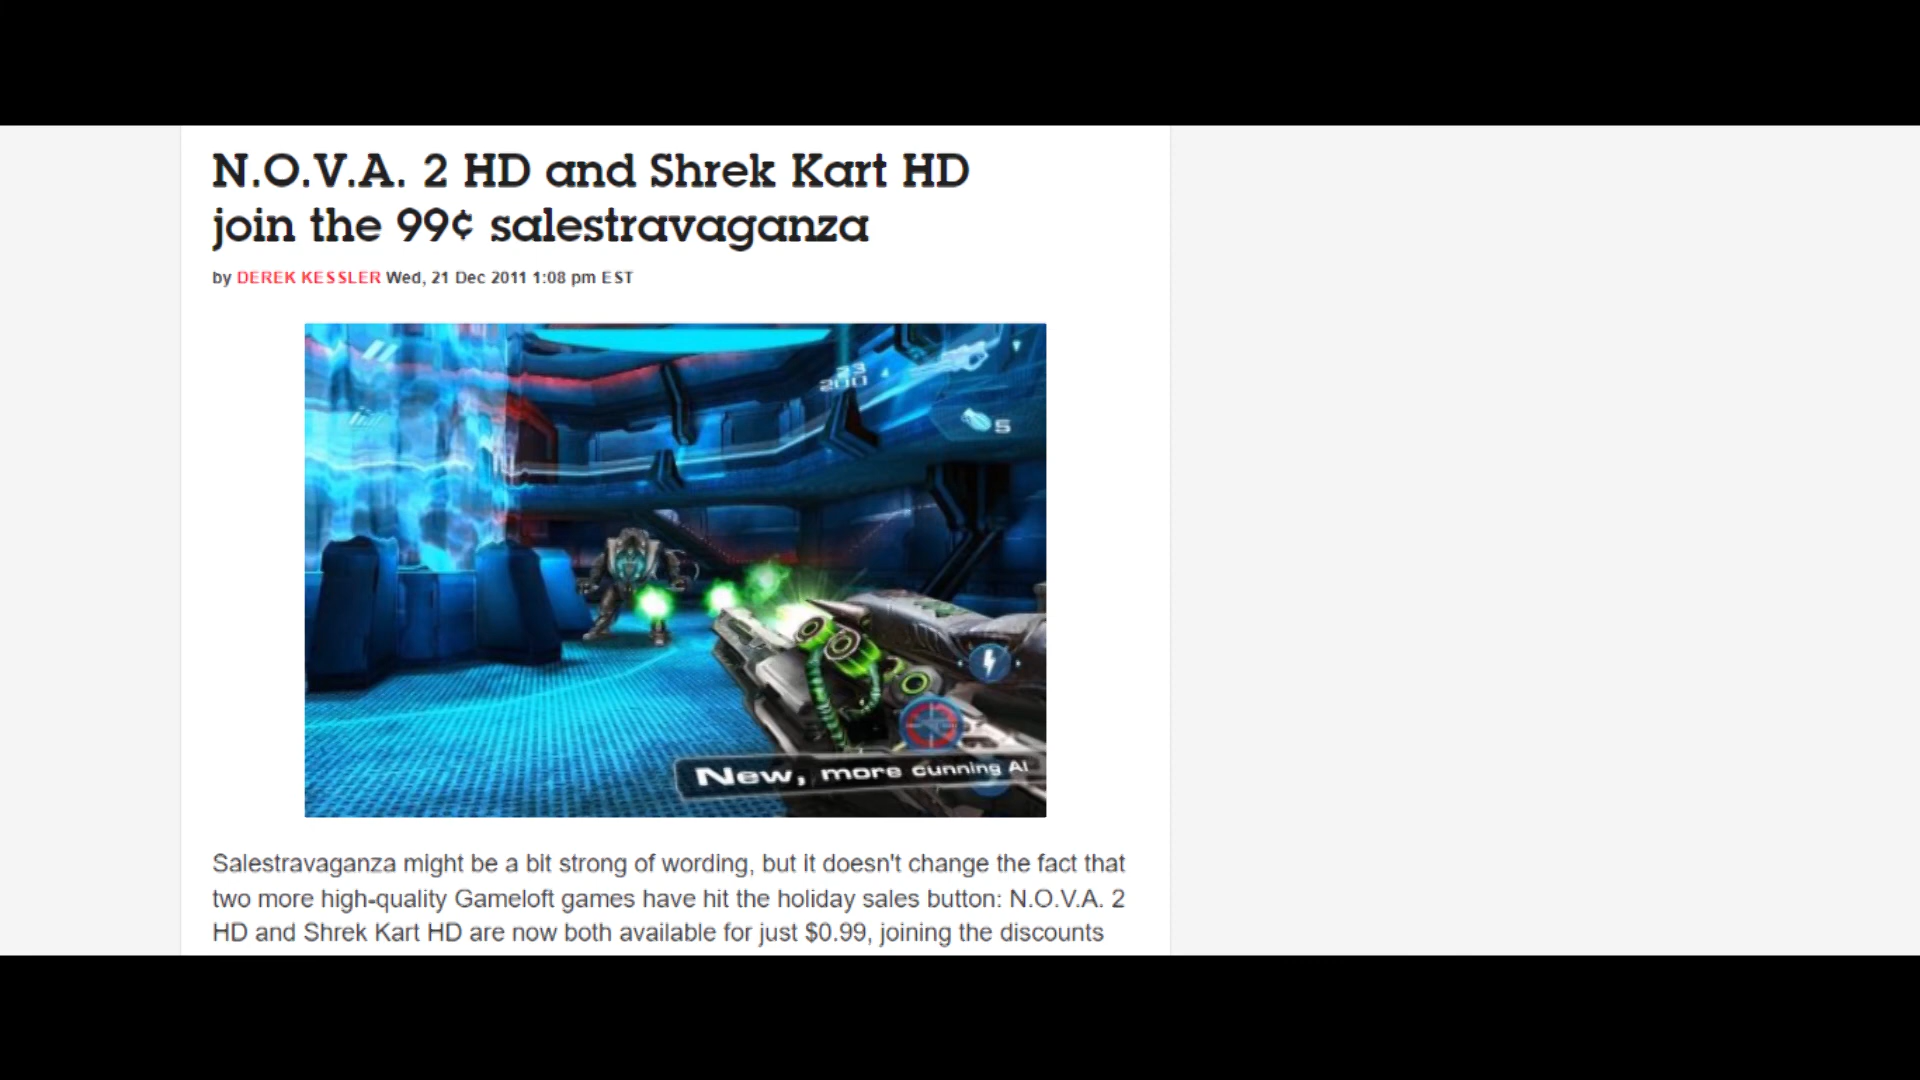 N.O.V.A. 2 HD and Shrek Kart HD
join the 99¢ salestravaganza
by DEREK KESSLER Wed, 21 Dec 2011 1:08 pm EST
23
200
5
New, more cunning AI
Salestravaganza might be a bit strong of wording, but it doesn't change the fact that
two more high-quality Gameloft games have hit the holiday sales button: N.O.V.A. 2
HD and Shrek Kart HD are now both available for just $0.99, joining the discounts